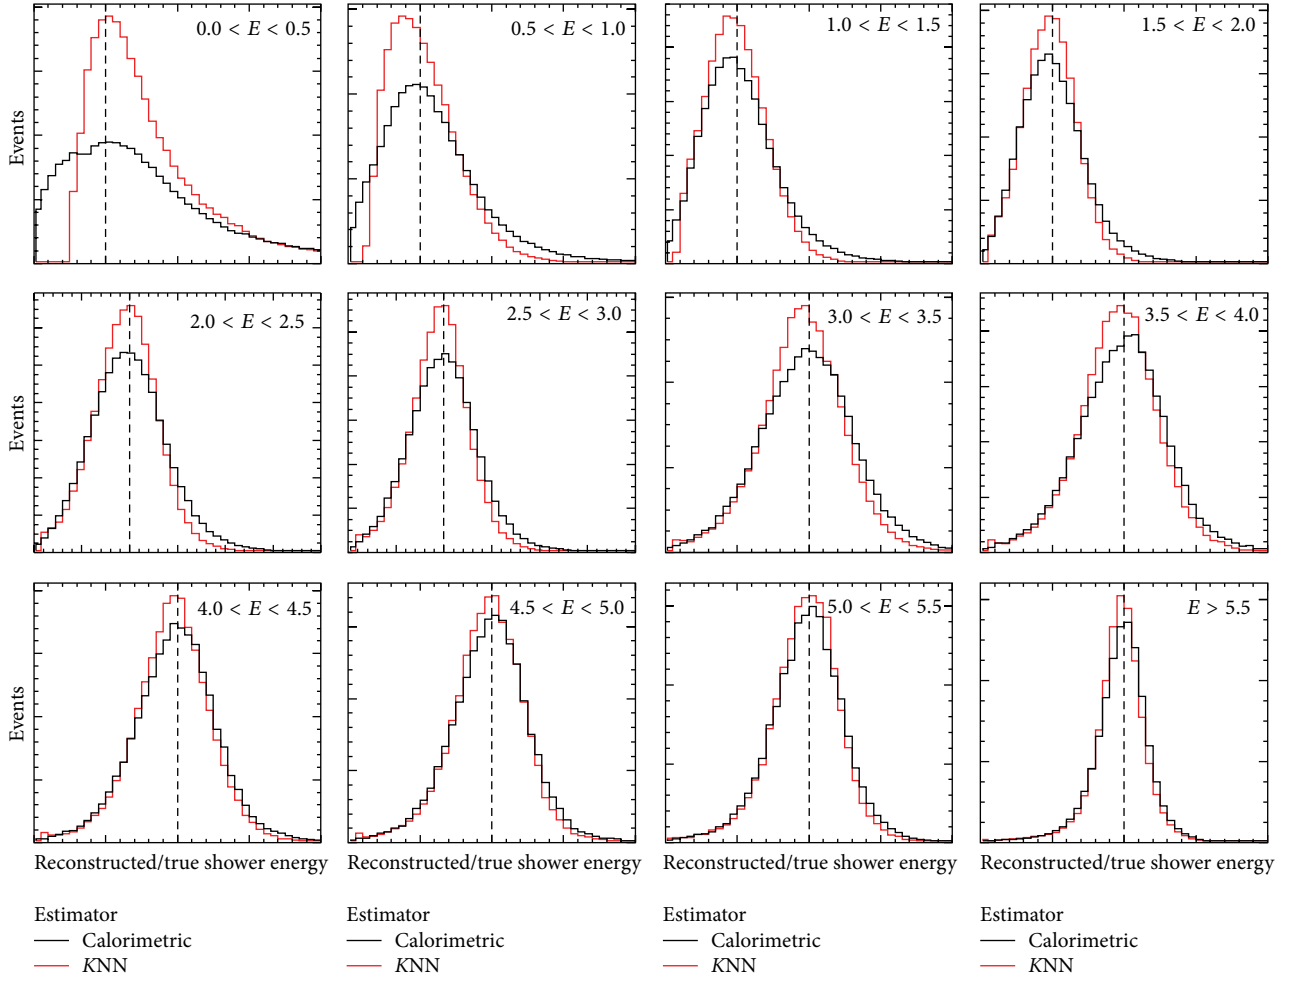 0.0 < E < 0.5
0.5 < E < 1.0
1.0 < E < 1.5
1.5 < E < 2.0
Events
2.0 < E < 2.5
2.5 < E < 3.0
3.0 < E < 3.5
3.5 < E < 4.0
Events
4.0 < E < 4.5
4.5 < E < 5.0
5.0 < E < 5.5
E > 5.5
Events
Reconstructed/true shower energy
Reconstructed/true shower energy
Reconstructed/true shower energy
Reconstructed/true shower energy
Estimator
Calorimetric
KNN
Estimator
Calorimetric
KNN
Estimator
Calorimetric
KNN
Estimator
Calorimetric
KNN